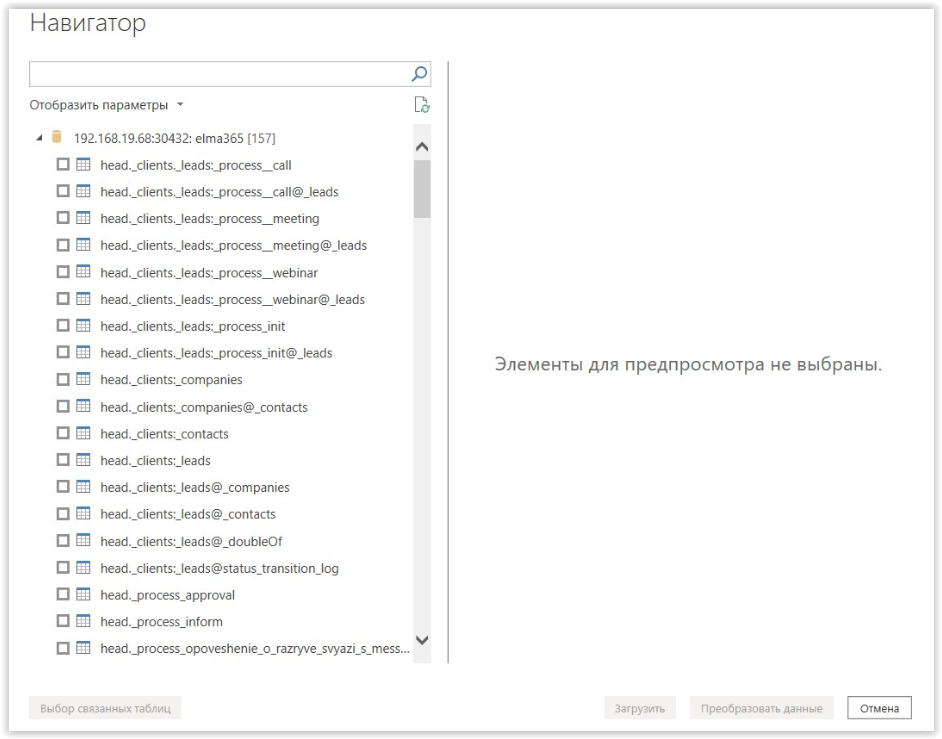 Навигатор
Отобразить параметры
192.168.19.68:30432: elma365 [157]
head._clients._leads:_process__call
head._clients._leads:_process__call@_leads
head._clients._leads:_process__meeting
head._clients._leads:_process__meeting@_leads
head._clients._leads:_process__webinar
head._clients._leads:_process__webinar@_leads
head._clients._leads:_process_init
head._clients._leads:_process_init@_leads
head._clients:_companies
head._clients:_companies@_contacts
head._clients:_contacts
head._clients:_leads
head._clients:_leads@_companies
head._clients:_leads@_contacts
head._clients:_leads@_doubleOf
head._clients:_leads@status_transition_log
head._process_approval
head._process_inform
head._process_opoveshenie_o_razryve_svyazi_s_mess...
Элементы для предпросмотра не выбраны.
Выбор связанных таблиц
Загрузить
Преобразовать данные
Отмена